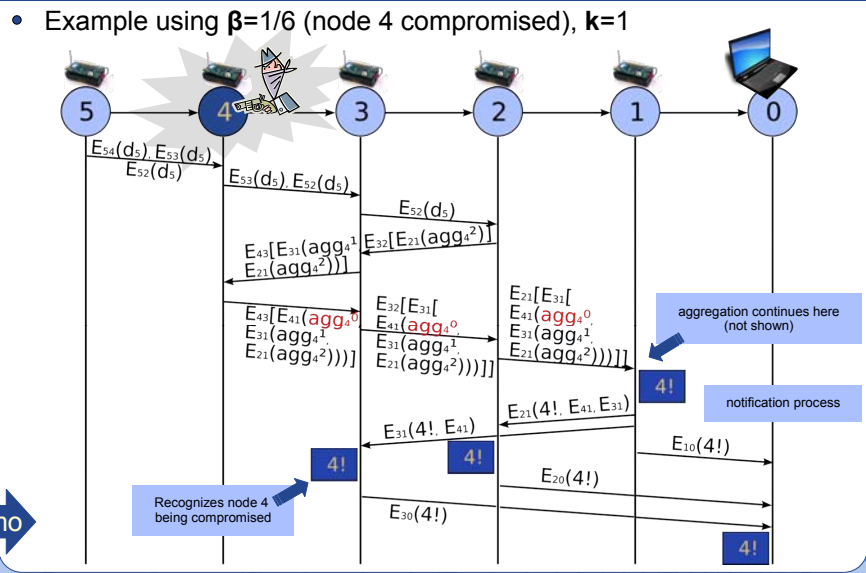 • Example using β=1/6 (node 4 compromised), k=1
5
4
3
2
1
0
E₅₄(d₅), E₅₃(d₅)
E₅₂(d₅)
E₅₃(d₅), E₅₂(d₅)
E₅₂(d₅)
E₃₂[E₂₁(agg₄²)]
E₄₃[E₃₁(agg₄¹,
E₂₁(agg₄²))]
E₄₃[E₄₁(agg₄⁰,
E₃₁(agg₄¹,
E₂₁(agg₄²)))]
E₃₂[E₃₁[
E₄₁(agg₄⁰,
E₃₁(agg₄¹,
E₂₁(agg₄²)))]]
E₂₁[E₃₁[
E₄₁(agg₄⁰,
E₃₁(agg₄¹,
E₂₁(agg₄²)))]]
aggregation continues here
(not shown)
4!
notification process
E₂₁(4!, E₄₁, E₃₁)
E₃₁(4!, E₄₁)
E₁₀(4!)
4!
4!
Recognizes node 4
being compromised
E₂₀(4!)
E₃₀(4!)
4!